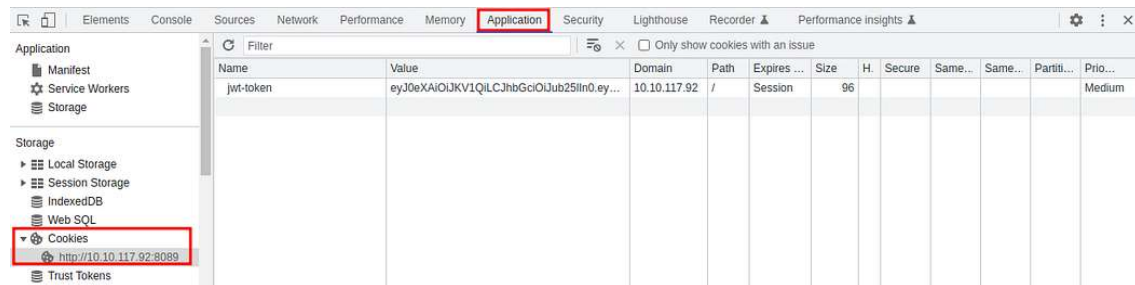 Elements Console Sources Network Performance Memory Application Security Lighthouse Recorder Performance insights
Application
Filter
Only show cookies with an issue
Manifest
Service Workers
Storage
Name Value Domain Path Expires ... Size H. Secure Same... Same... Partiti... Prio...
jwt-token eyJ0eXAiOiJKV1QiLCJhbGciOiJub25lIn0.ey... 10.10.117.92 / Session 96 Medium
Storage
Local Storage
Session Storage
IndexedDB
Web SQL
Cookies
http://10.10.117.92:8089
Trust Tokens